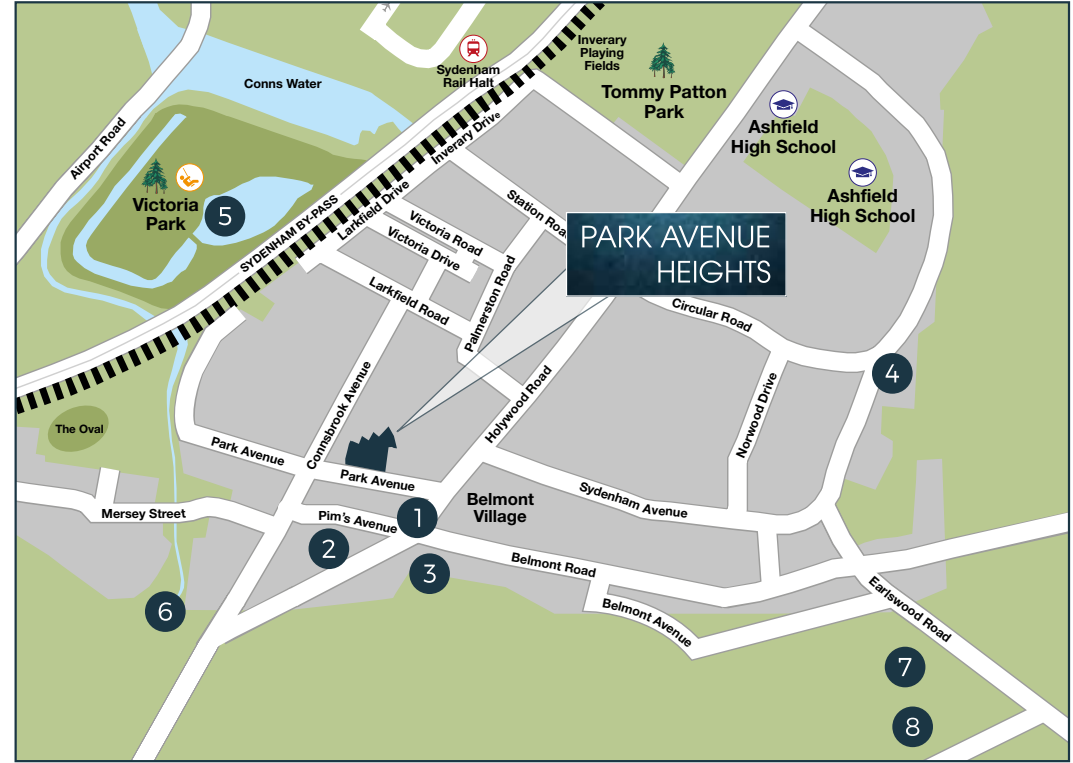 Inverary
Playing
Fields
Sydenham
Rail Halt
Conns Water
Tommy Patton
Park
Ashfield
High School
Airport Road
Inverary Drive
Ashfield
High School
Victoria
Park
5
SYDENHAM BY-PASS
Larkfield Drive
Station Roa
Victoria Road
Victoria Drive
PARK AVENUE
HEIGHTS
Larkfield Road
Palmerston Road
Circular Road
4
Holywood Road
Norwood Drive
Connsbrook Avenue
The Oval
Park Avenue
Park Avenue
Mersey Street
Pim's Avenue
1
Belmont
Village
Sydenham Avenue
2
3
Belmont Road
6
Belmont Avenue
Earlswood Road
7
8